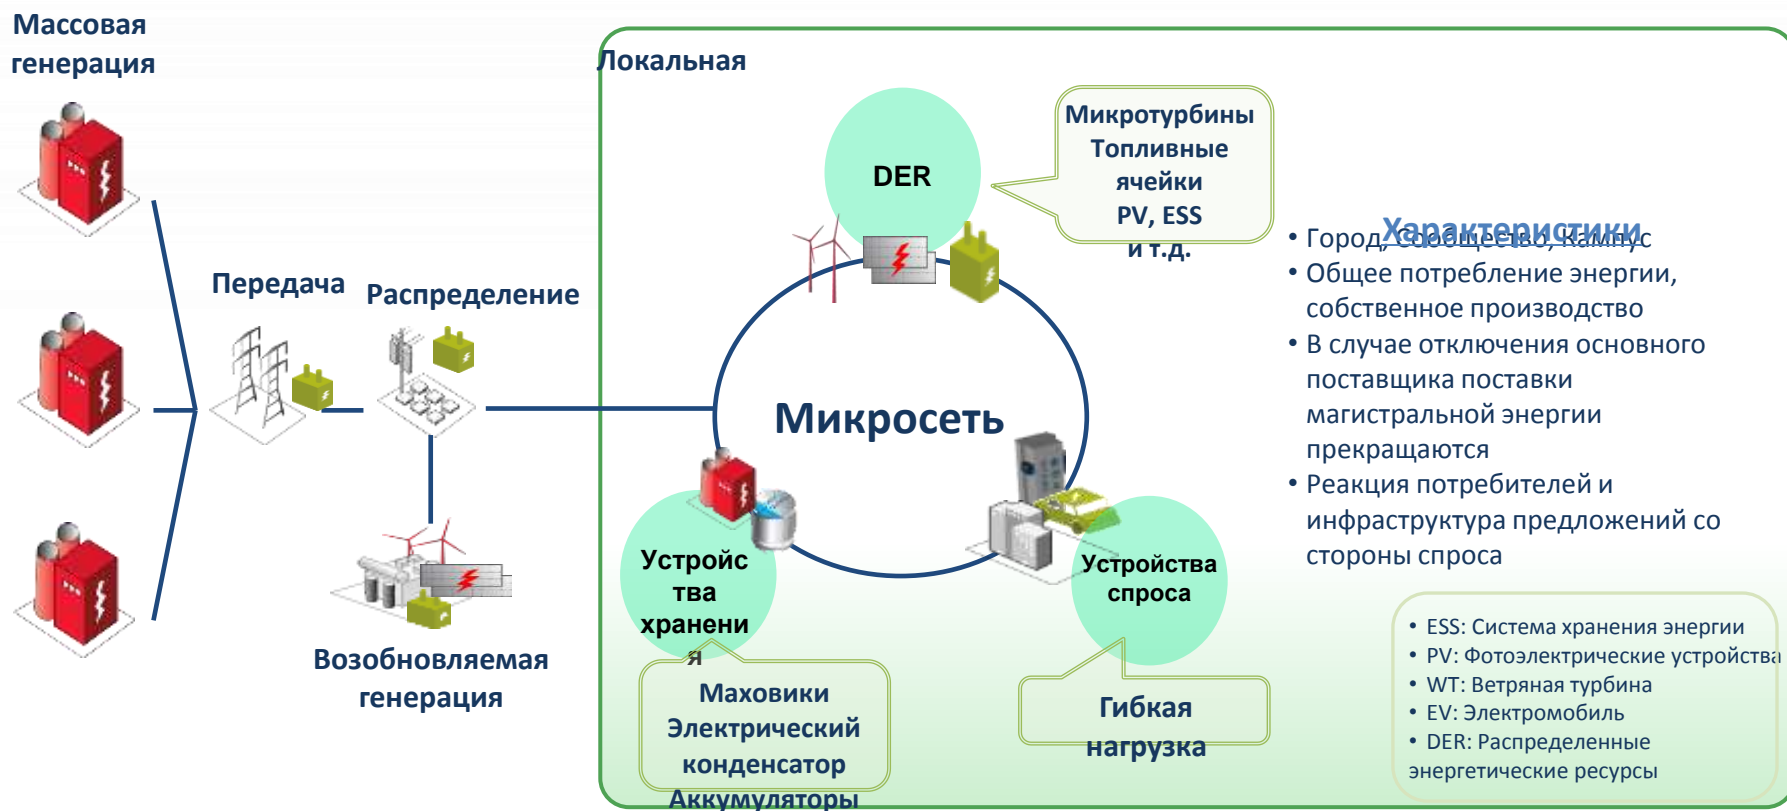 Массовая
генерация
Локальная
Микротурбины
Топливные
ячейки
PV, ESS
и т.д.
DER
Передача
Распределение
Микросеть
Возобновляемая
генерация
Устройс
тва
хранени
я
Маховики
Электрический
конденсатор
Аккумуляторы
Устройства
спроса
Гибкая
нагрузка
Характеристики
• Город, Сообщество, Кампус
• Общее потребление энергии,
собственное производство
• В случае отключения основного
поставщика поставки
магистральной энергии
прекращаются
• Реакция потребителей и
инфраструктура предложений со
стороны спроса
• ESS: Система хранения энергии
• PV: Фотоэлектрические устройства
• WT: Ветряная турбина
• EV: Электромобиль
• DER: Распределенные
энергетические ресурсы